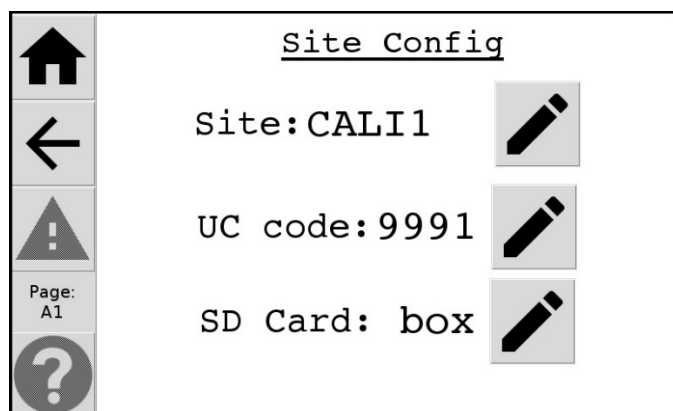 Site Config
Site: CALI1
UC code: 9991
Page:
A1
SD Card: box